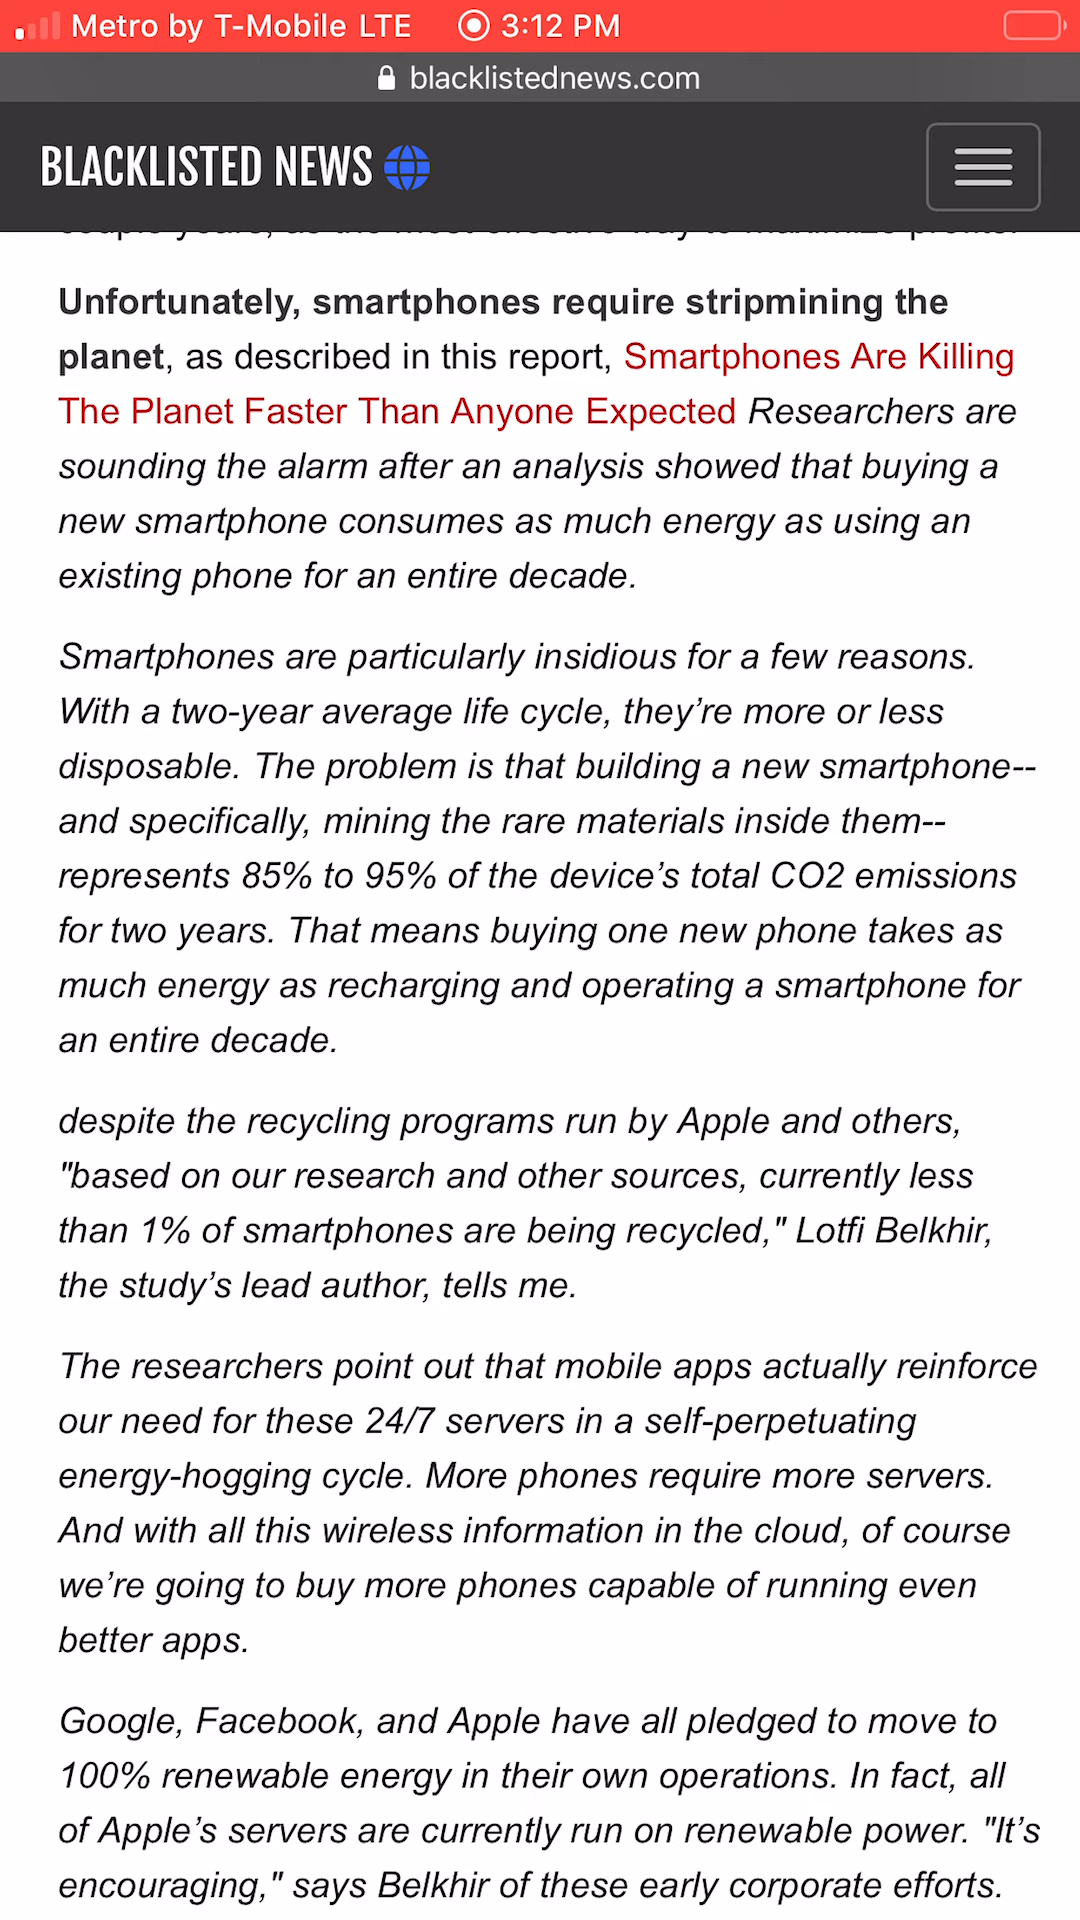 Metro by T-Mobile LTE 3:12 PM
blacklistednews.com
BLACKLISTED NEWS
Unfortunately, smartphones require stripmining the
planet, as described in this report, Smartphones Are Killing
The Planet Faster Than Anyone Expected Researchers are
sounding the alarm after an analysis showed that buying a
new smartphone consumes as much energy as using an
existing phone for an entire decade.
Smartphones are particularly insidious for a few reasons.
With a two-year average life cycle, they’re more or less
disposable. The problem is that building a new smartphone--
and specifically, mining the rare materials inside them--
represents 85% to 95% of the device’s total CO2 emissions
for two years. That means buying one new phone takes as
much energy as recharging and operating a smartphone for
an entire decade.
despite the recycling programs run by Apple and others,
"based on our research and other sources, currently less
than 1% of smartphones are being recycled," Lotfi Belkhir,
the study’s lead author, tells me.
The researchers point out that mobile apps actually reinforce
our need for these 24/7 servers in a self-perpetuating
energy-hogging cycle. More phones require more servers.
And with all this wireless information in the cloud, of course
we’re going to buy more phones capable of running even
better apps.
Google, Facebook, and Apple have all pledged to move to
100% renewable energy in their own operations. In fact, all
of Apple’s servers are currently run on renewable power. "It’s
encouraging," says Belkhir of these early corporate efforts.